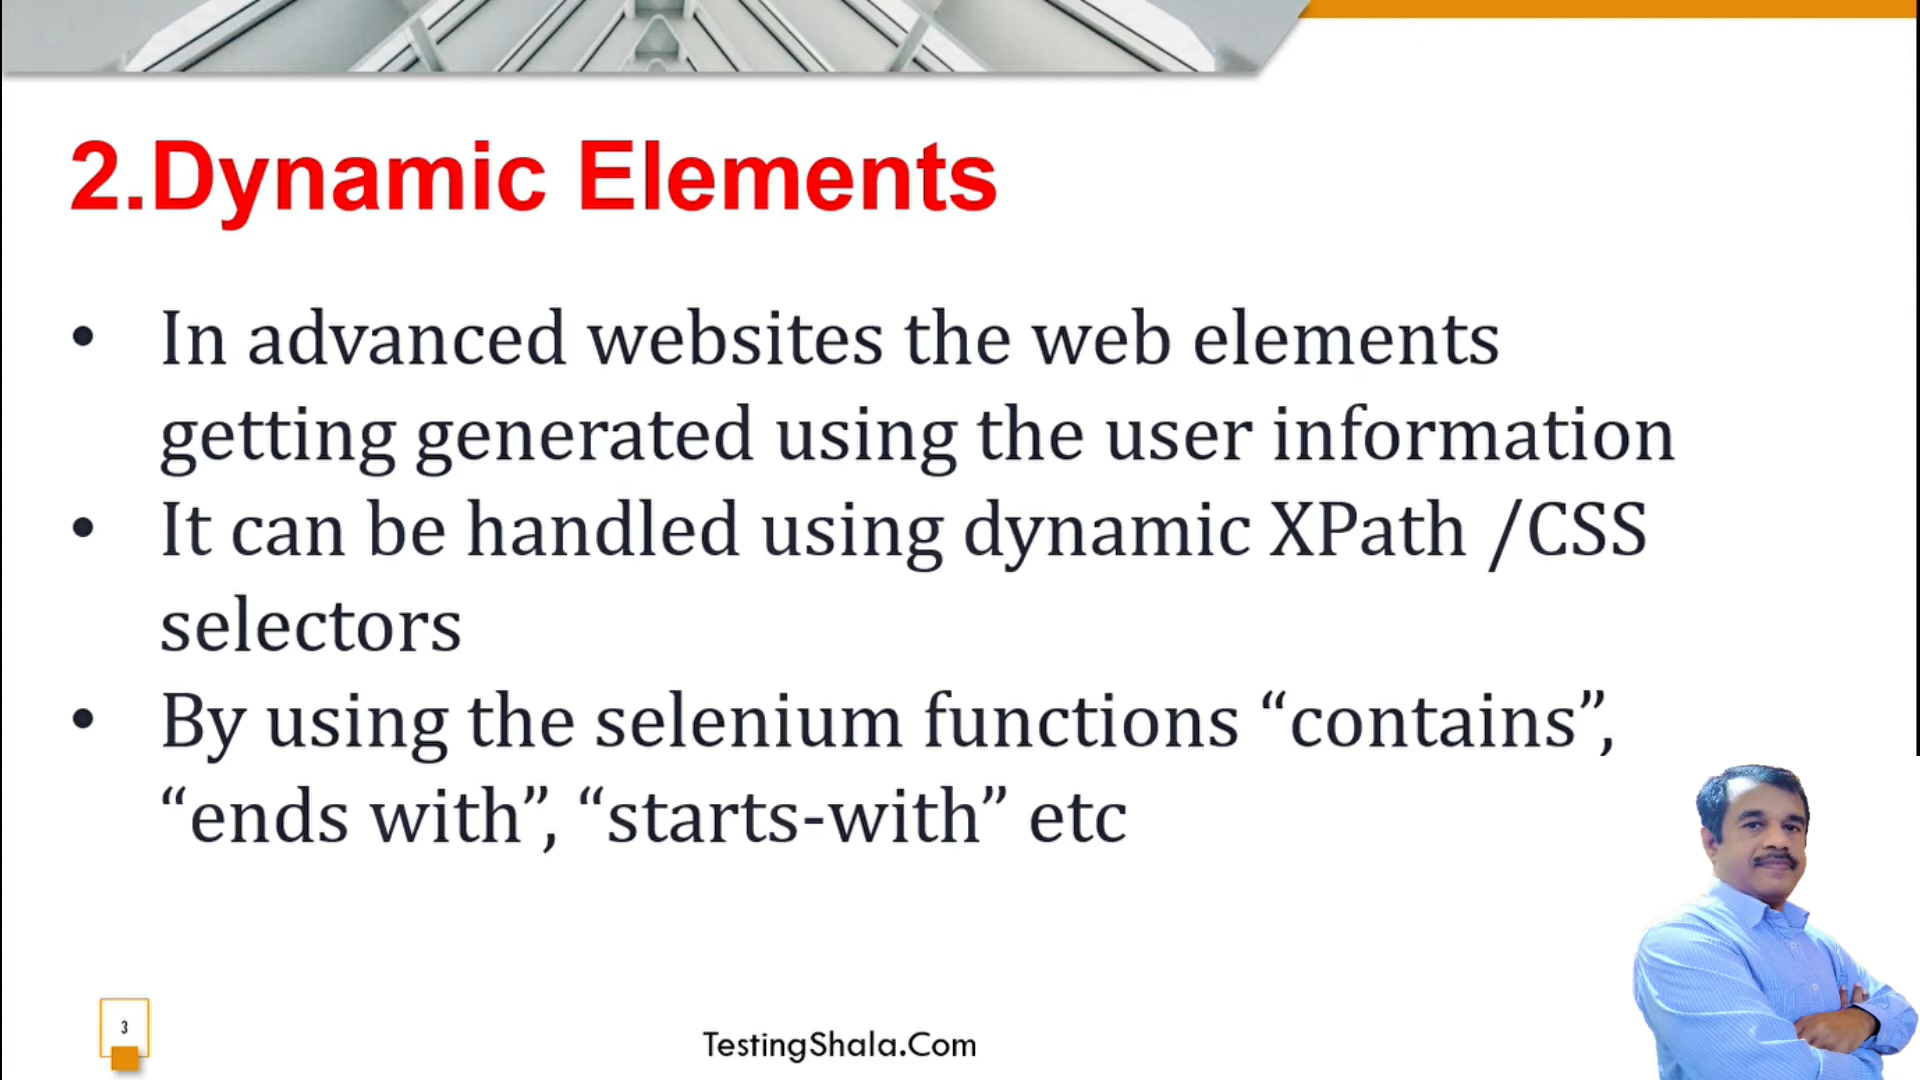 2.Dynamic Elements
• In advanced websites the web elements
getting generated using the user information
• It can be handled using dynamic XPath /CSS
selectors
• By using the selenium functions “contains”,
“ends with”, “starts-with” etc
3
TestingShala.Com